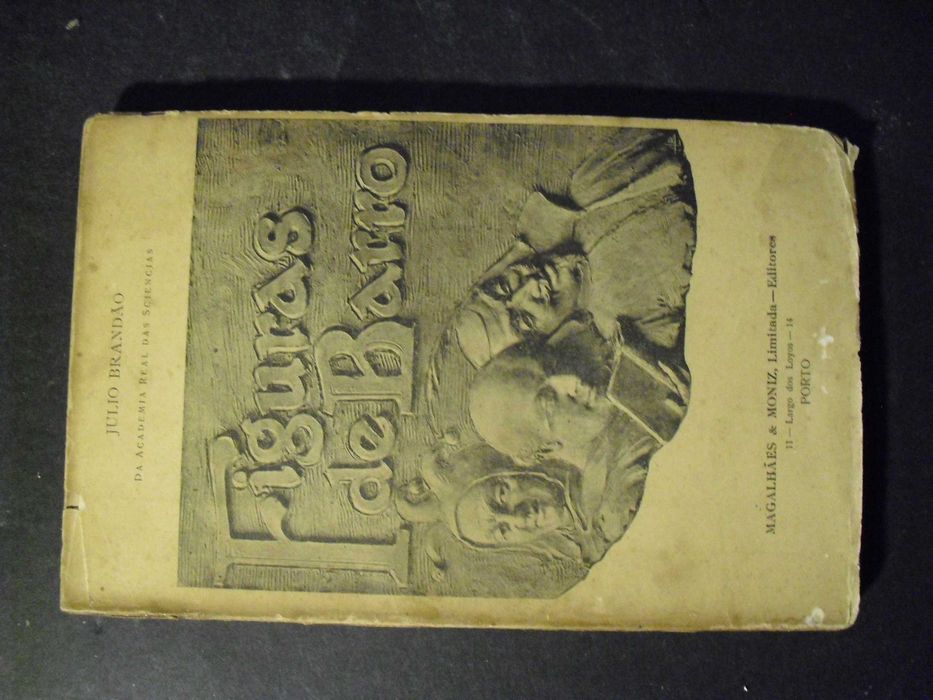 JULIO BRANDÃO
DA ACADEMIA REAL DAS SCIENCIAS
Figuras
de Barro
MAGALHÃES & MONIZ, Limitada — Editores
11 — Largo dos Loyos — 14
PORTO